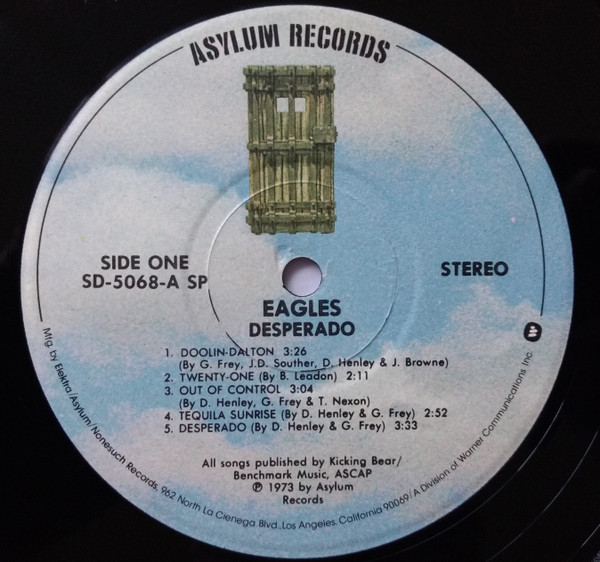 ASYLUM RECORDS
SIDE ONE
SD-5068-A SP
STEREO
EAGLES
DESPERADO
1. DOOLIN-DALTON 3:26
(By G. Frey, J.D. Souther, D. Henley & J. Browne)
2. TWENTY-ONE (By B. Leadon) 2:11
3. OUT OF CONTROL 3:04
(By D. Henley, G. Frey & T. Nexon)
4. TEQUILA SUNRISE (By D. Henley & G. Frey) 2:52
5. DESPERADO (By D. Henley & G. Frey) 3:33
All songs published by Kicking Bear/
Benchmark Music, ASCAP
℗ 1973 by Asylum
Records
Mfg. by Elektra/Asylum/Nonesuch Records, 962 North La Cienega Blvd., Los Angeles, California 90069/A Division of Warner Communications Inc.